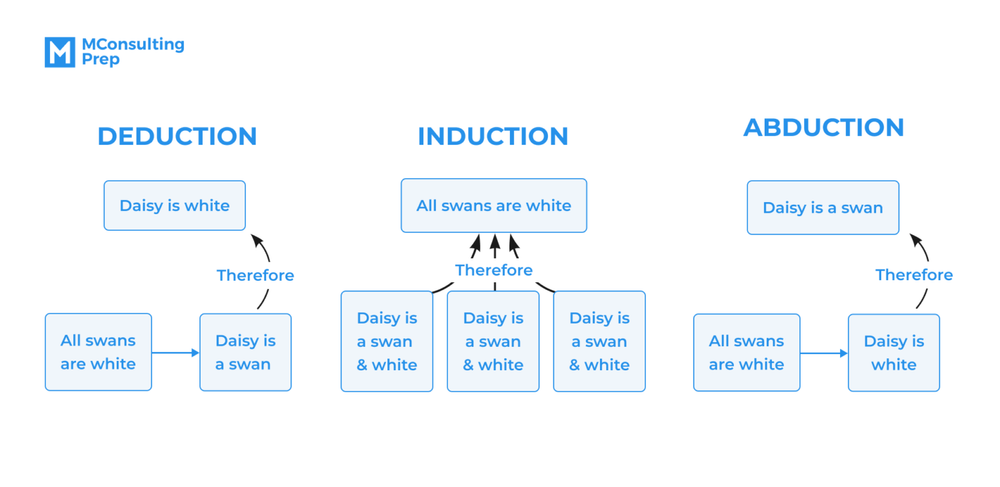 MConsulting
Prep
DEDUCTION
Daisy is white
Therefore
All swans
are white
Daisy is
a swan
INDUCTION
All swans are white
Therefore
Daisy is
a swan
& white
Daisy is
a swan
& white
Daisy is
a swan
& white
ABDUCTION
Daisy is a swan
Therefore
All swans
are white
Daisy is
white